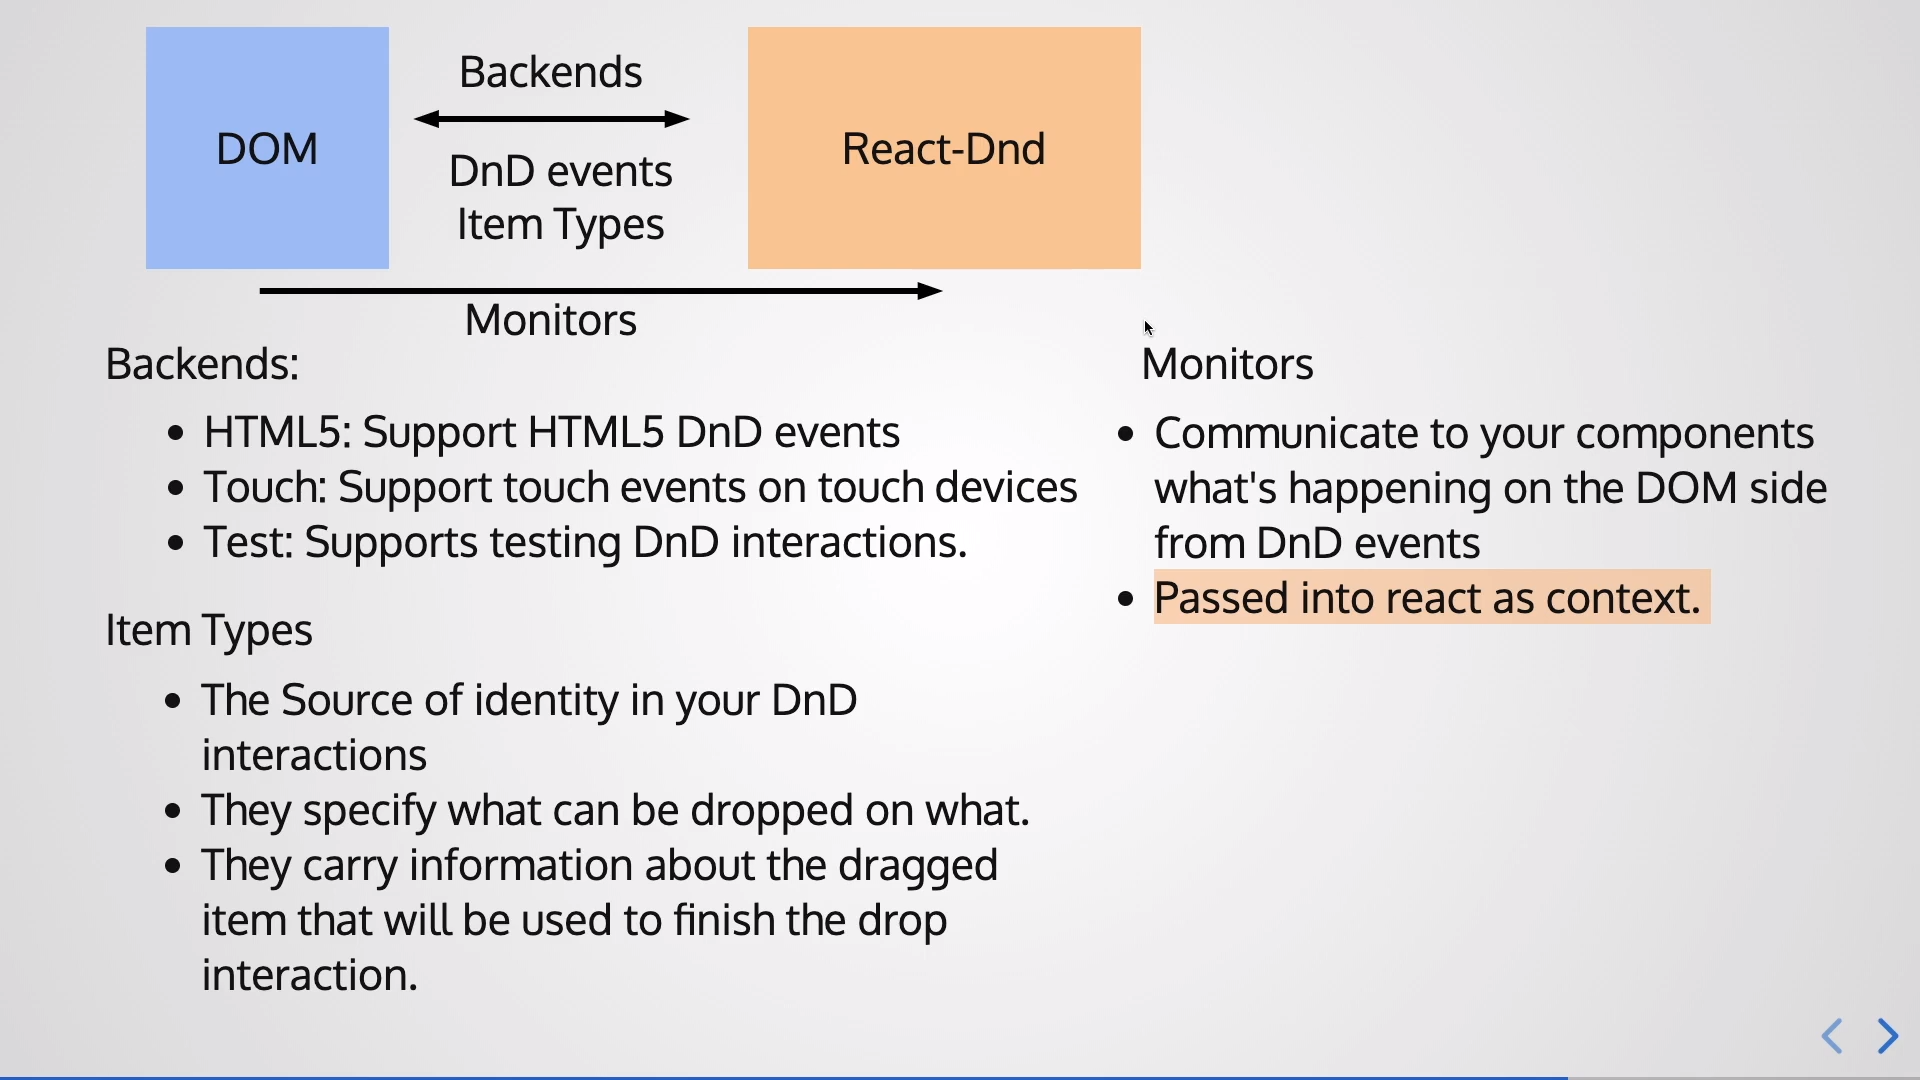 DOM
Backends
DnD events
Item Types
React-Dnd
Monitors
Backends:
HTML5: Support HTML5 DnD events
Touch: Support touch events on touch devices
Test: Supports testing DnD interactions.
Item Types
The Source of identity in your DnD
interactions
They specify what can be dropped on what.
They carry information about the dragged
item that will be used to finish the drop
interaction.
Monitors
Communicate to your components
what's happening on the DOM side
from DnD events
Passed into react as context.